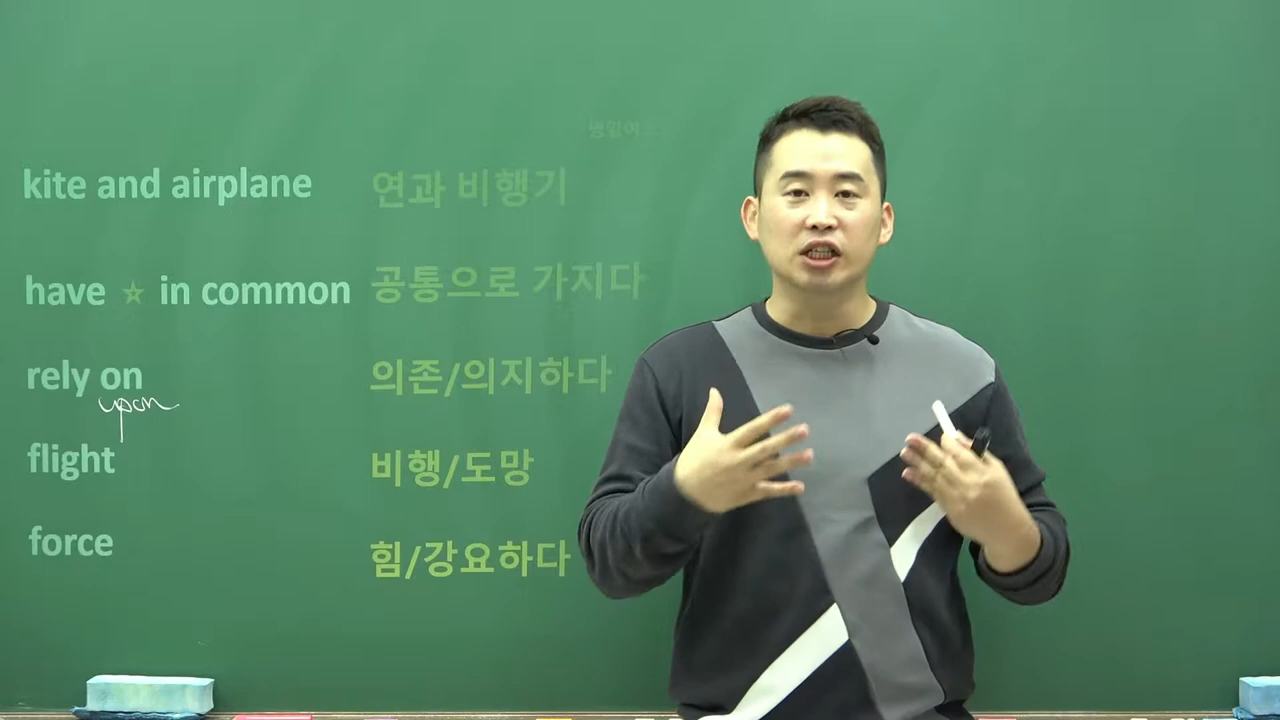 kite and airplane 연과 비행기
have ☆ in common 공통으로 가지다
rely on 의존/의지하다
upon
flight 비행/도망
force 힘/강요하다